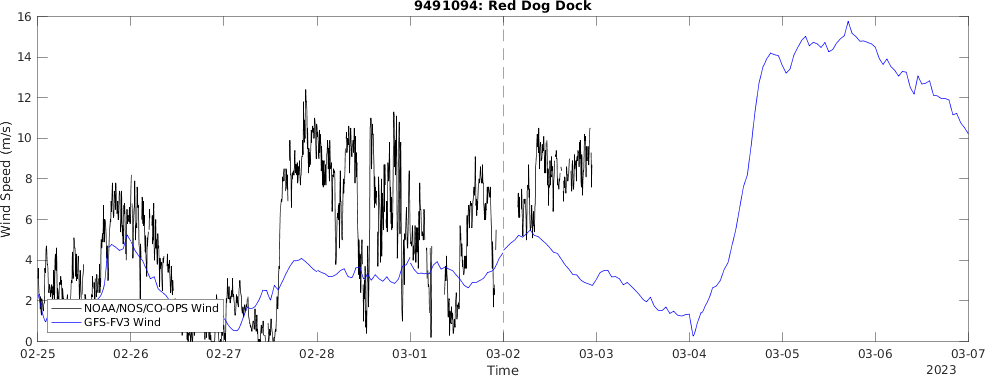 9491094: Red Dog Dock
Wind Speed (m/s)
16
14
12
10
8
6
4
2
0
NOAA/NOS/CO-OPS Wind
GFS-FV3 Wind
02-25 02-26 02-27 02-28 03-01 03-02 03-03 03-04 03-05 03-06 03-07
Time
2023